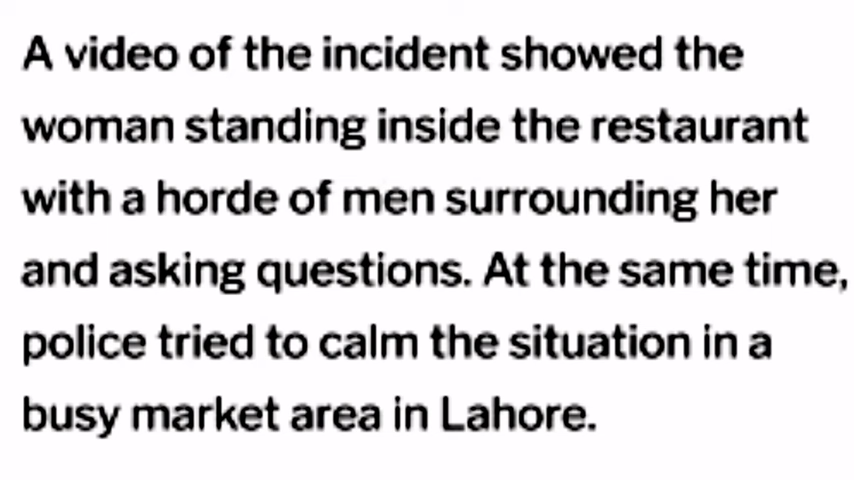 A video of the incident showed the
woman standing inside the restaurant
with a horde of men surrounding her
and asking questions. At the same time,
police tried to calm the situation in a
busy market area in Lahore.